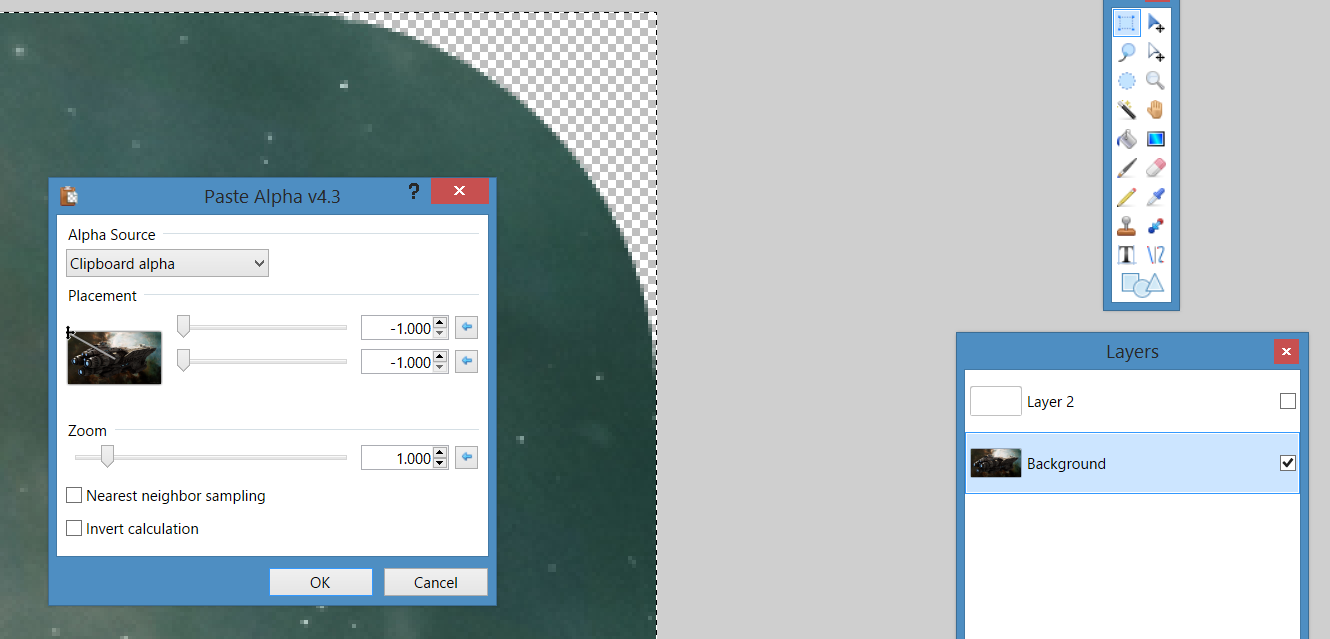 Paste Alpha v4.3
?
Alpha Source
Clipboard alpha
Placement
-1.000
-1.000
Zoom
1.000
Nearest neighbor sampling
Invert calculation
OK
Cancel
T
Layers
Layer 2
Background